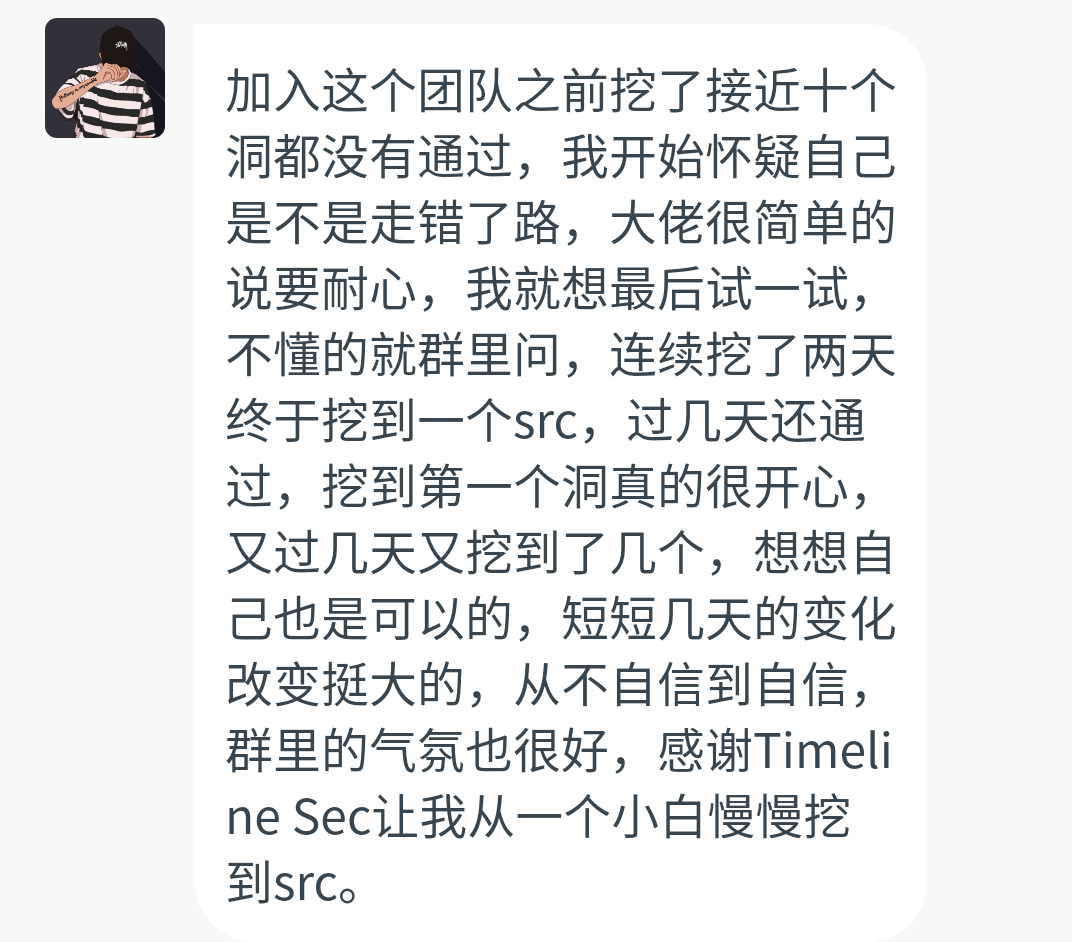 加入这个团队之前挖了接近十个
洞都没有通过，我开始怀疑自己
是不是走错了路，大佬很简单的
说要耐心，我就想最后试一试，
不懂的就群里问，连续挖了两天
终于挖到一个src，过几天还通
过，挖到第一个洞真的很开心，
又过几天又挖到了几个，想想自
己也是可以的，短短几天的变化
改变挺大的，从不自信到自信，
群里的气氛也很好，感谢Timeli
ne Sec让我从一个小白慢慢挖
到src。